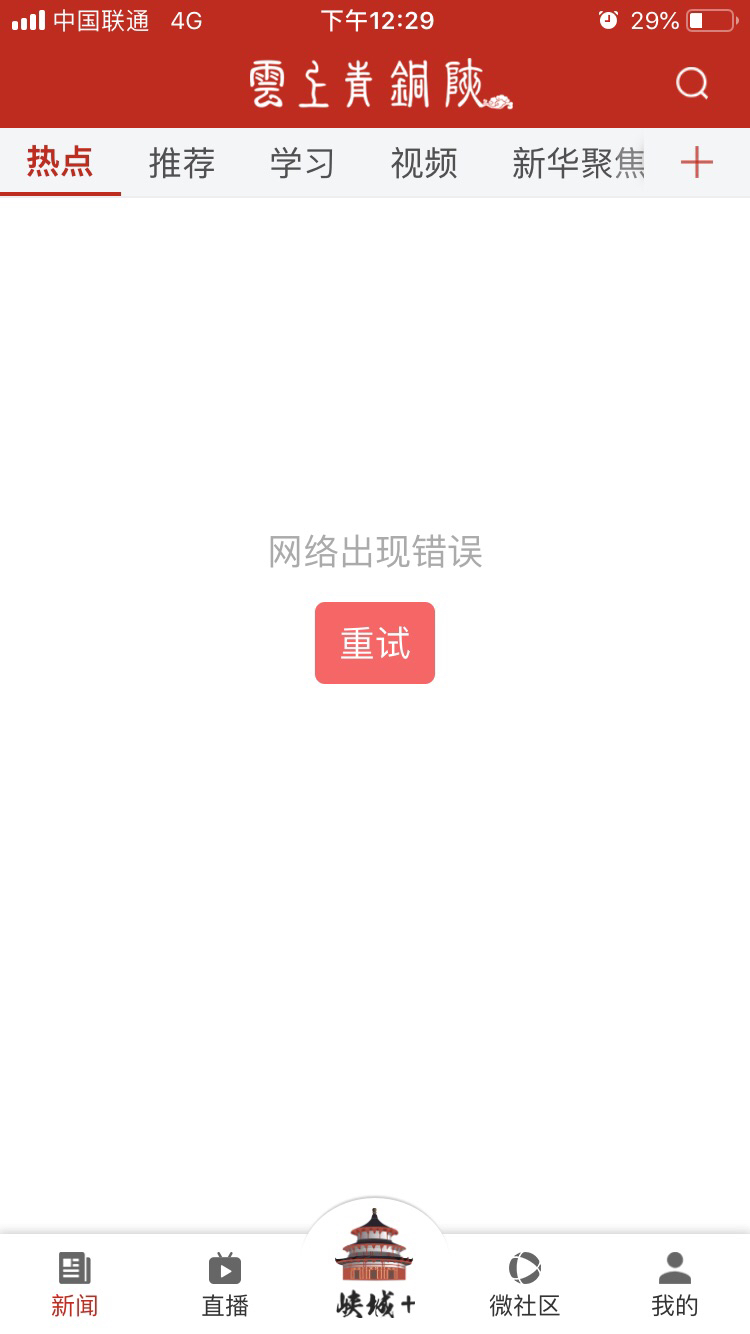 中国联通 4G 下午12:29 29%
雲上青銅陝
热点 推荐 学习 视频 新华聚焦
网络出现错误
重试
新闻 直播 峡城+ 微社区 我的